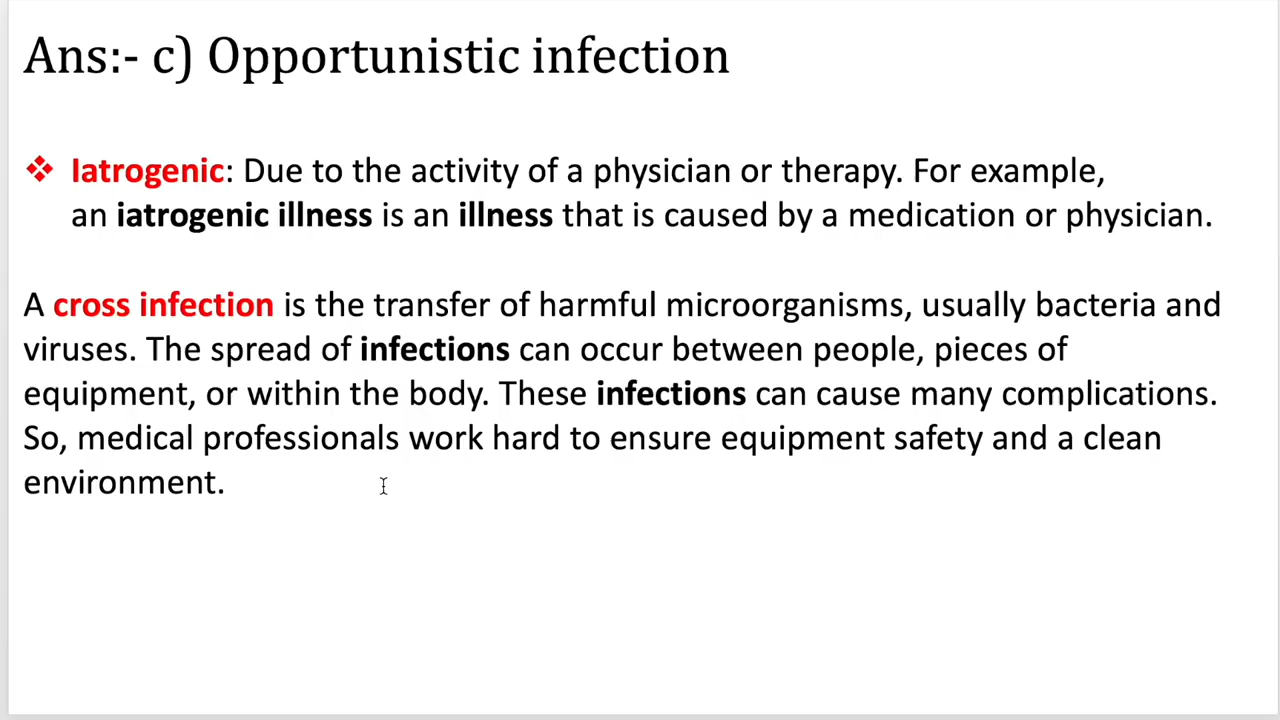 Ans:- c) Opportunistic infection
❖ Iatrogenic: Due to the activity of a physician or therapy. For example,
an iatrogenic illness is an illness that is caused by a medication or physician.
A cross infection is the transfer of harmful microorganisms, usually bacteria and
viruses. The spread of infections can occur between people, pieces of
equipment, or within the body. These infections can cause many complications.
So, medical professionals work hard to ensure equipment safety and a clean
environment.